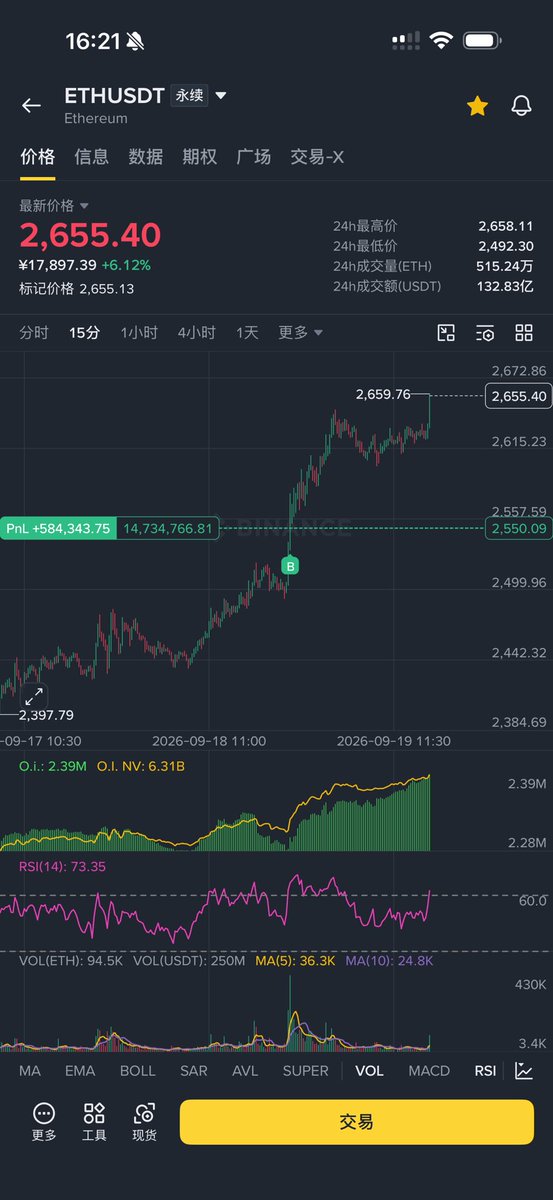 16:21
ETHUSDT 永续
Ethereum
价格 信息 数据 期权 广场 交易-X
最新价格
2,655.40
¥17,897.39 +6.12%
标记价格 2,655.13
24h最高价 2,658.11
24h最低价 2,492.30
24h成交量(ETH) 515.24万
24h成交额(USDT) 132.83亿
分时 15分 1小时 4小时 1天 更多
2,672.86
2,659.76
2,655.40
2,615.23
2,557.59
PnL +584,343.75 14,734,766.81 BINANCE 2,550.09
B
2,499.96
2,442.32
2,397.79
2,384.69
-09-17 10:30 2026-09-18 11:00 2026-09-19 11:30
O.i.: 2.39M O.I. NV: 6.31B
2.39M
2.28M
RSI(14): 73.35
60.0
VOL(ETH): 94.5K VOL(USDT): 250M MA(5): 36.3K MA(10): 24.8K
430K
3.4K
MA EMA BOLL SAR AVL SUPER VOL MACD RSI
更多 工具 现货 交易